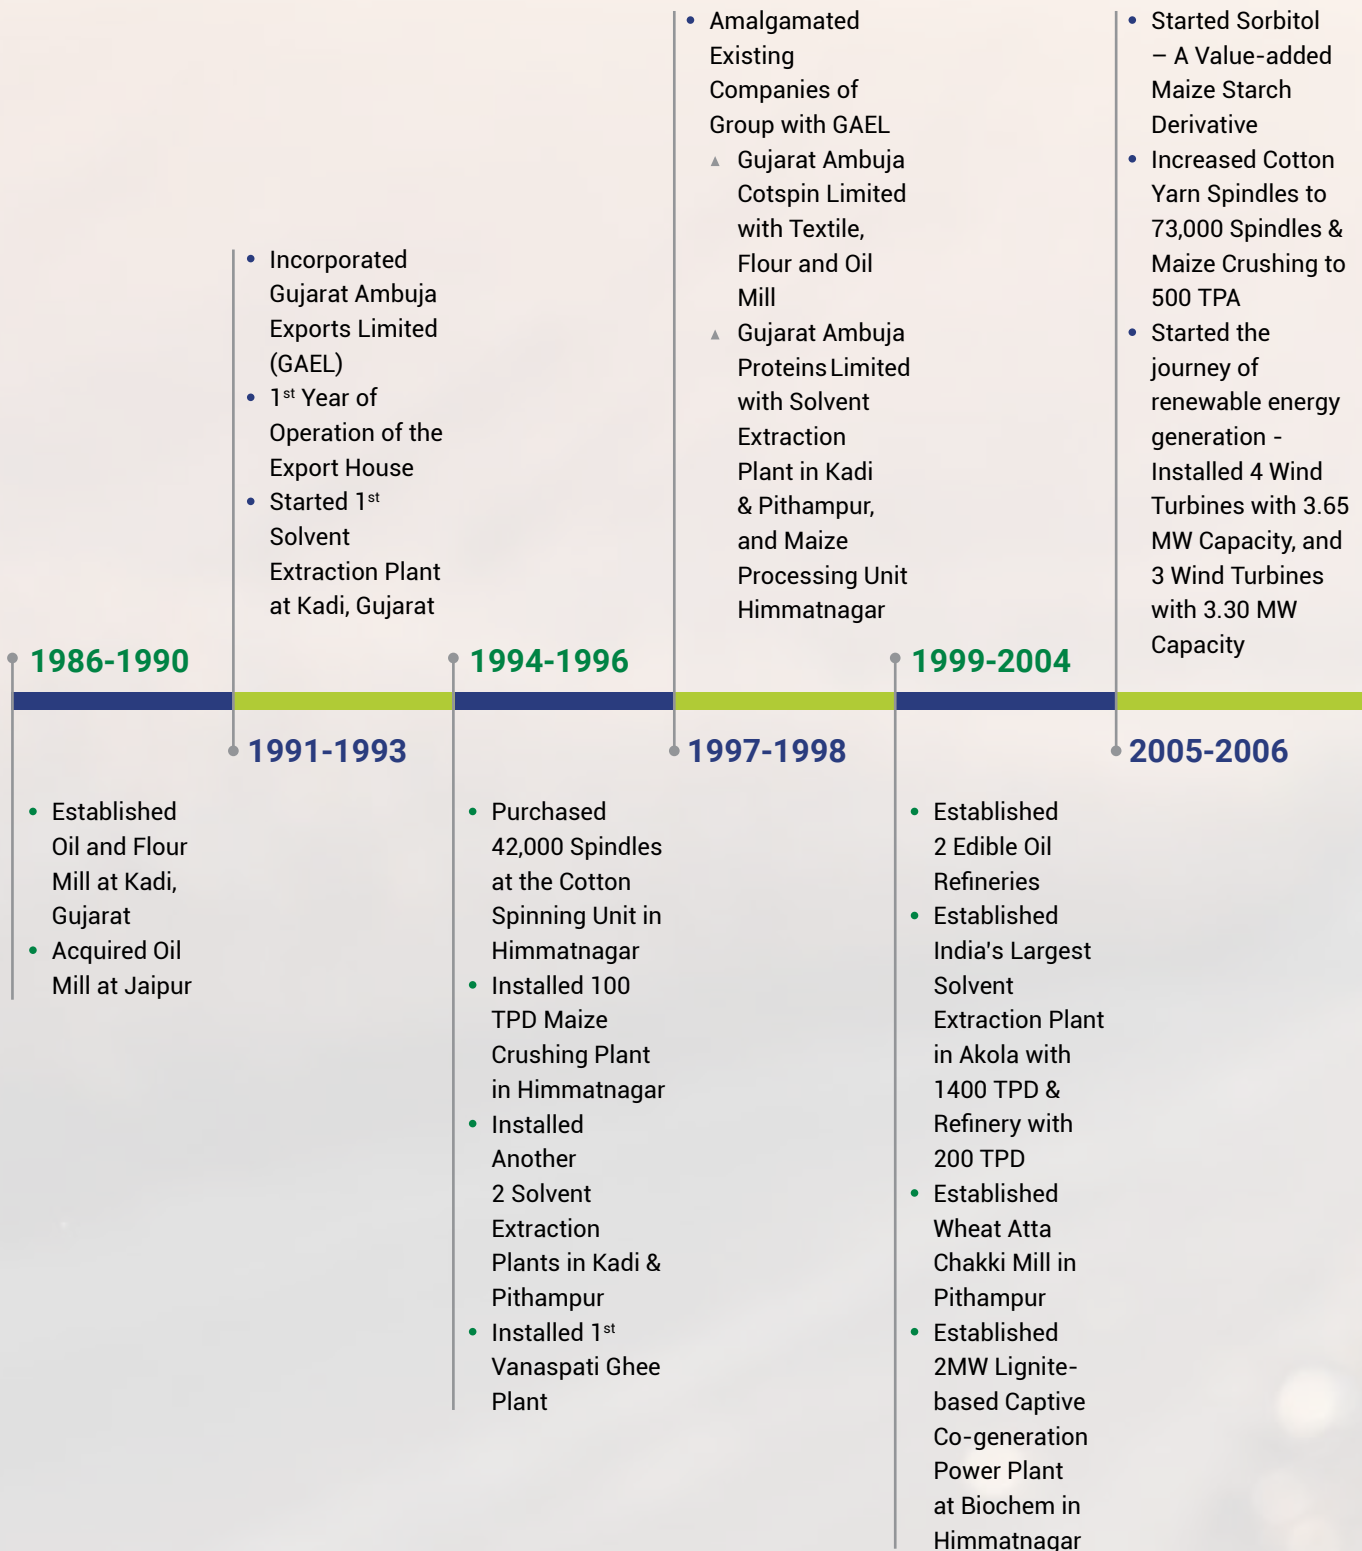 1986-1990
• Established
Oil and Flour
Mill at Kadi,
Gujarat
• Acquired Oil
Mill at Jaipur
• Incorporated
Gujarat Ambuja
Exports Limited
(GAEL)
• 1st Year of
Operation of the
Export House
• Started 1st
Solvent
Extraction Plant
at Kadi, Gujarat
1991-1993
1994-1996
• Purchased
42,000 Spindles
at the Cotton
Spinning Unit in
Himmatnagar
• Installed 100
TPD Maize
Crushing Plant
in Himmatnagar
• Installed
Another
2 Solvent
Extraction
Plants in Kadi &
Pithampur
• Installed 1st
Vanaspati Ghee
Plant
• Amalgamated
Existing
Companies of
Group with GAEL
▲ Gujarat Ambuja
Cotspin Limited
with Textile,
Flour and Oil
Mill
▲ Gujarat Ambuja
Proteins Limited
with Solvent
Extraction
Plant in Kadi
& Pithampur,
and Maize
Processing Unit
Himmatnagar
1997-1998
1999-2004
• Established
2 Edible Oil
Refineries
• Established
India's Largest
Solvent
Extraction Plant
in Akola with
1400 TPD &
Refinery with
200 TPD
• Established
Wheat Atta
Chakki Mill in
Pithampur
• Established
2MW Lignite-
based Captive
Co-generation
Power Plant
at Biochem in
Himmatnagar
• Started Sorbitol
– A Value-added
Maize Starch
Derivative
• Increased Cotton
Yarn Spindles to
73,000 Spindles &
Maize Crushing to
500 TPA
• Started the
journey of
renewable energy
generation -
Installed 4 Wind
Turbines with 3.65
MW Capacity, and
3 Wind Turbines
with 3.30 MW
Capacity
2005-2006